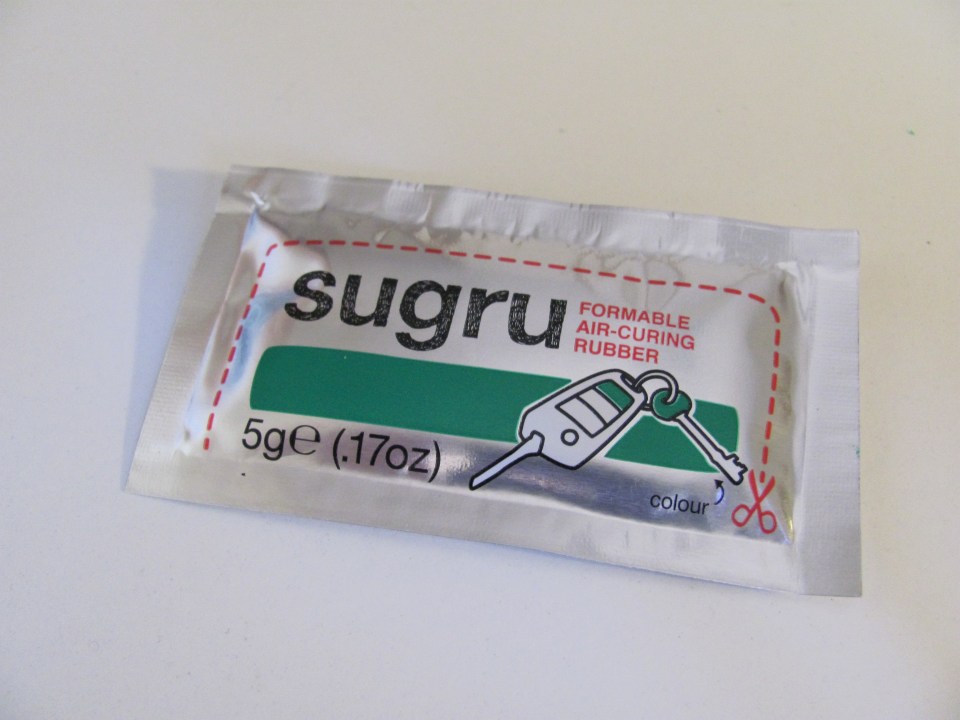 sugru
FORMABLE
AIR-CURING
RUBBER
5g℮ (.17oz)
colour